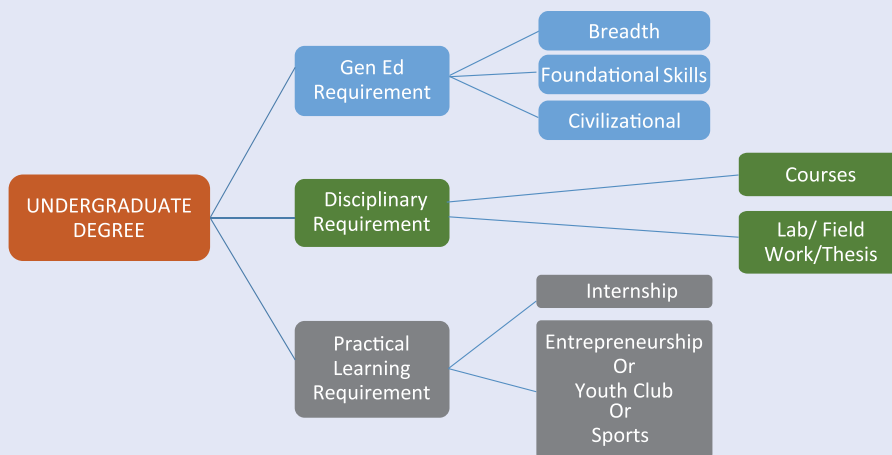 UNDERGRADUATE
DEGREE
Gen Ed
Requirement
Breadth
Foundational Skills
Civilizational
Disciplinary
Requirement
Courses
Lab/ Field
Work/Thesis
Practical
Learning
Requirement
Internship
Entrepreneurship
Or
Youth Club
Or
Sports